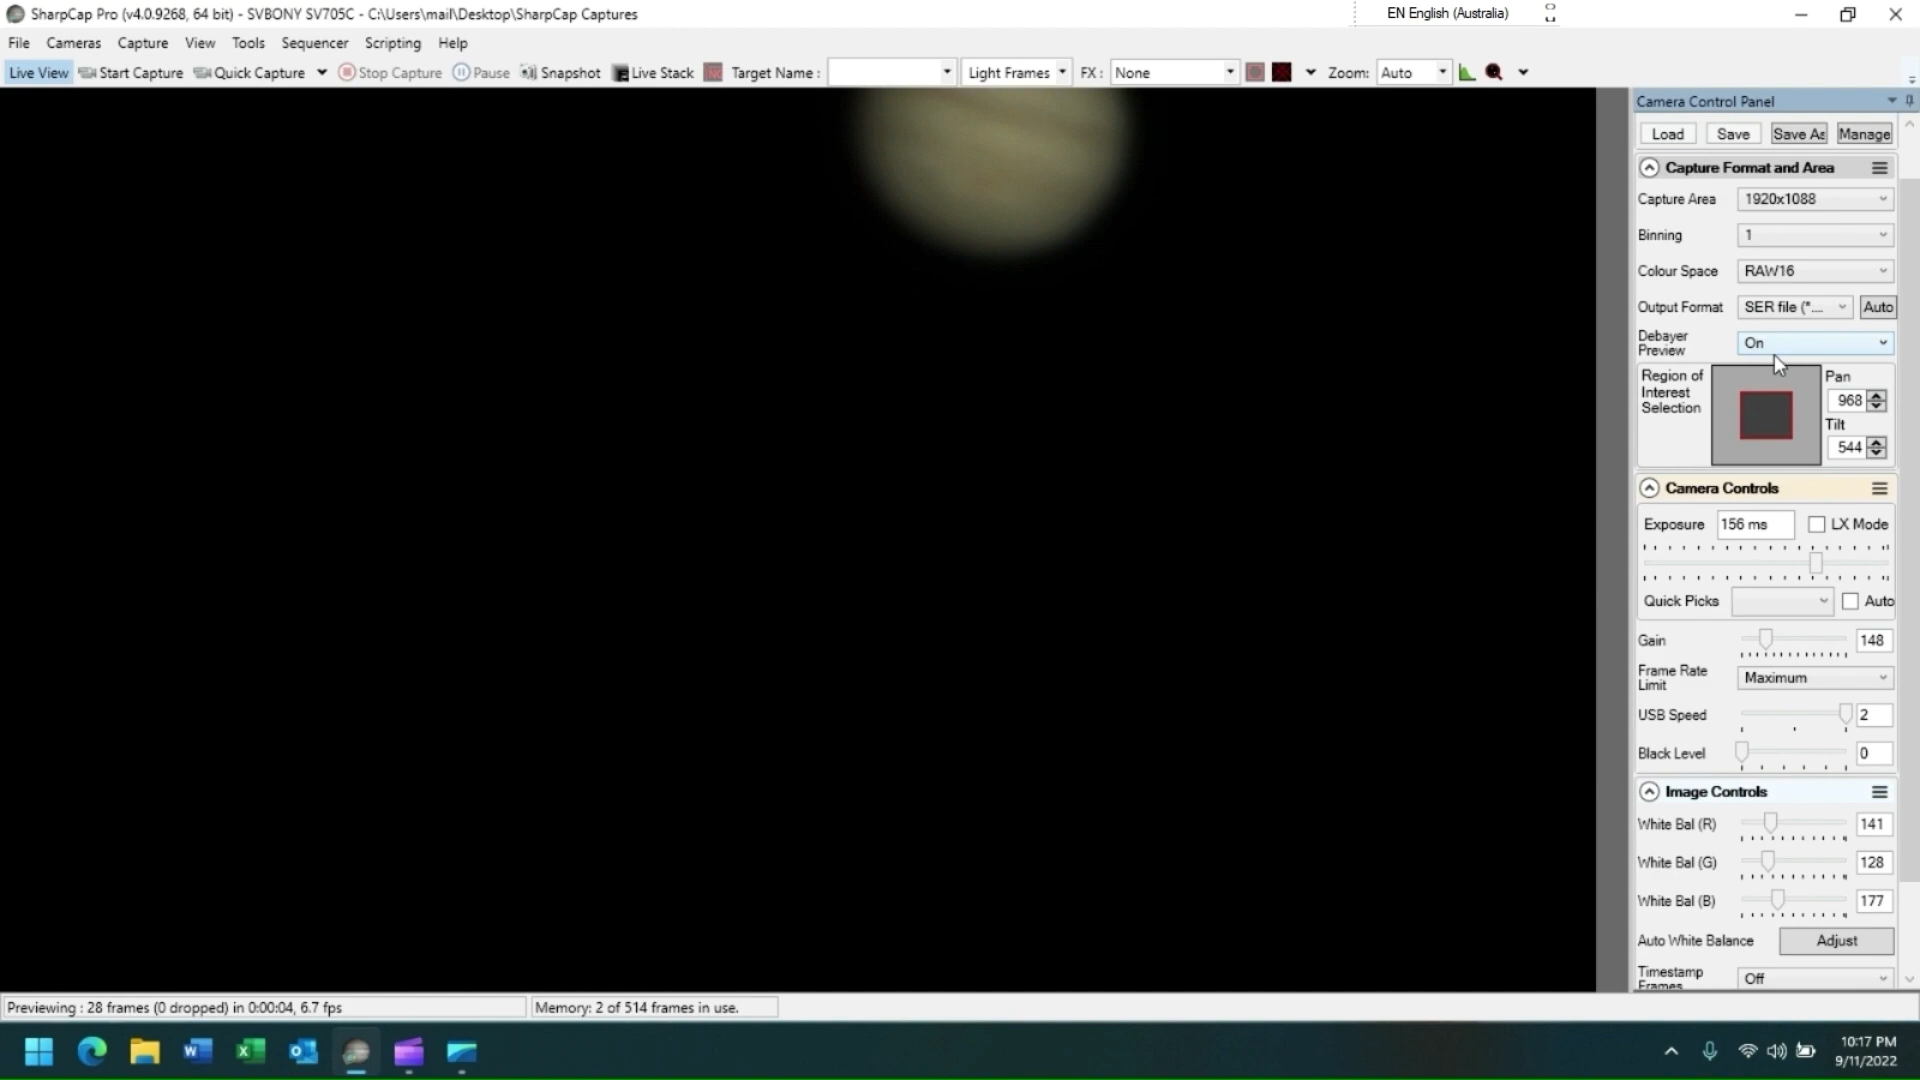 SharpCap Pro (v4.0.9268, 64 bit) - SVBONY SV705C - C:\Users\mail\Desktop\SharpCap Captures
EN English (Australia)
File Cameras Capture View Tools Sequencer Scripting Help
Live View Start Capture Quick Capture Stop Capture Pause Snapshot Live Stack Target Name : Light Frames FX : None Zoom: Auto
Camera Control Panel
Load Save Save As Manage
Capture Format and Area
Capture Area 1920x1088
Binning 1
Colour Space RAW16
Output Format SER file (*.... Auto
Debayer
Preview
On
Region of
Interest
Selection
Pan
968
Tilt
544
Camera Controls
Exposure 156 ms LX Mode
Quick Picks Auto
Gain 148
Frame Rate
Limit
Maximum
USB Speed 2
Black Level 0
Image Controls
White Bal (R) 141
White Bal (G) 128
White Bal (B) 177
Auto White Balance Adjust
Timestamp
Frames
Off
Previewing : 28 frames (0 dropped) in 0:00:04, 6.7 fps
Memory: 2 of 514 frames in use.
10:17 PM
9/11/2022